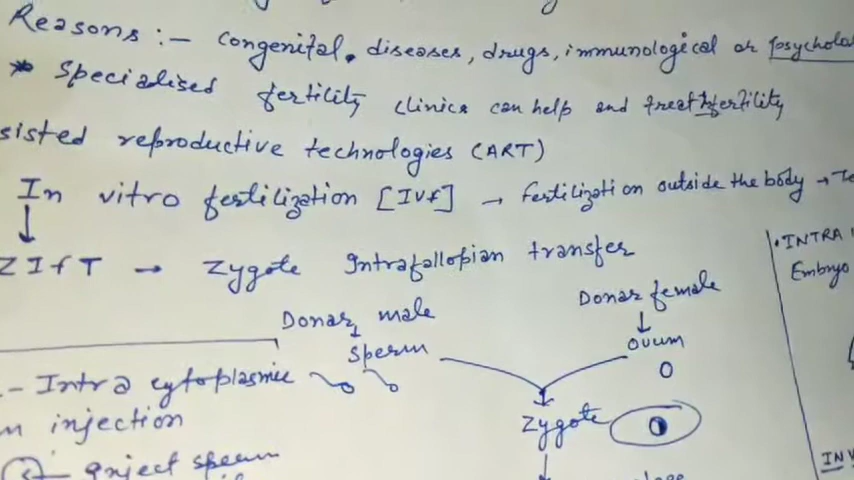 Reasons :- Congenital, diseases, drugs, immunological or psycholo
* Specialised fertility clinics can help and treat infertility
sisted reproductive technologies (ART)
In vitro fertilization [IVF] → fertilization outside the body → Te
ZIFT → Zygote Intrafallopian transfer
• INTRA
Embryo
Donar male
Donar female
sperm
ovum
- Intra cytoplasmic
injection
Zygote
inject sperm
INV